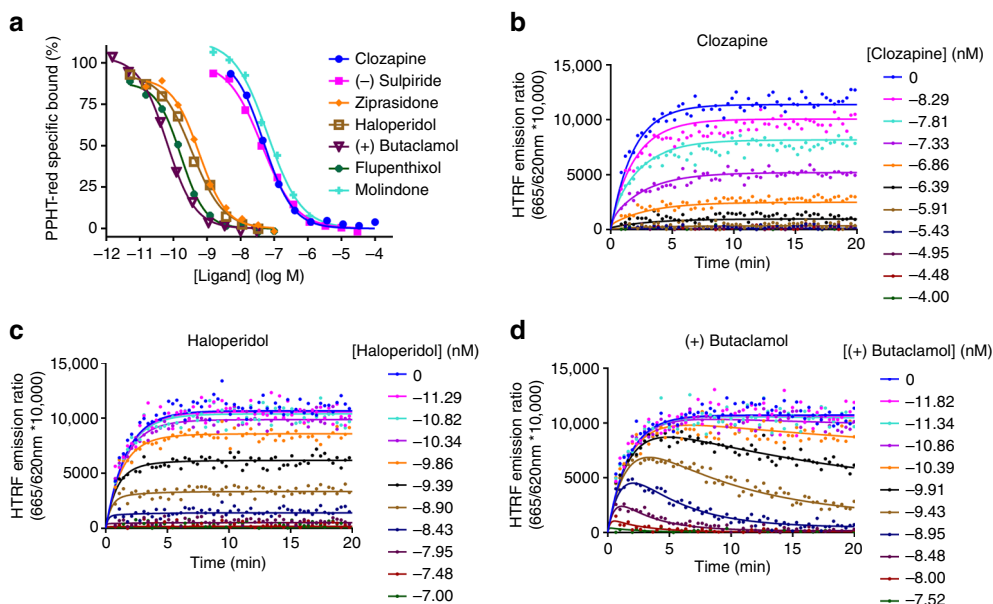 a
PPHT-red specific bound (%)
100
75
50
25
0
–12 –11 –10 –9 –8 –7 –6 –5 –4
[Ligand] (log M)
Clozapine
(–) Sulpiride
Ziprasidone
Haloperidol
(+) Butaclamol
Flupenthixol
Molindone
b
Clozapine
HTRF emission ratio
(665/620nm *10,000)
15,000
10,000
5000
0
0 5 10 15 20
Time (min)
[Clozapine] (nM)
0
–8.29
–7.81
–7.33
–6.86
–6.39
–5.91
–5.43
–4.95
–4.48
–4.00
c
Haloperidol
HTRF emission ratio
(665/620nm *10,000)
15,000
10,000
5000
0
0 5 10 15 20
Time (min)
[Haloperidol] (nM)
0
–11.29
–10.82
–10.34
–9.86
–9.39
–8.90
–8.43
–7.95
–7.48
–7.00
d
(+) Butaclamol
HTRF emission ratio
(665/620nm *10,000)
15,000
10,000
5000
0
0 5 10 15 20
Time (min)
[(+) Butaclamol] (nM)
0
–11.82
–11.34
–10.86
–10.39
–9.91
–9.43
–8.95
–8.48
–8.00
–7.52